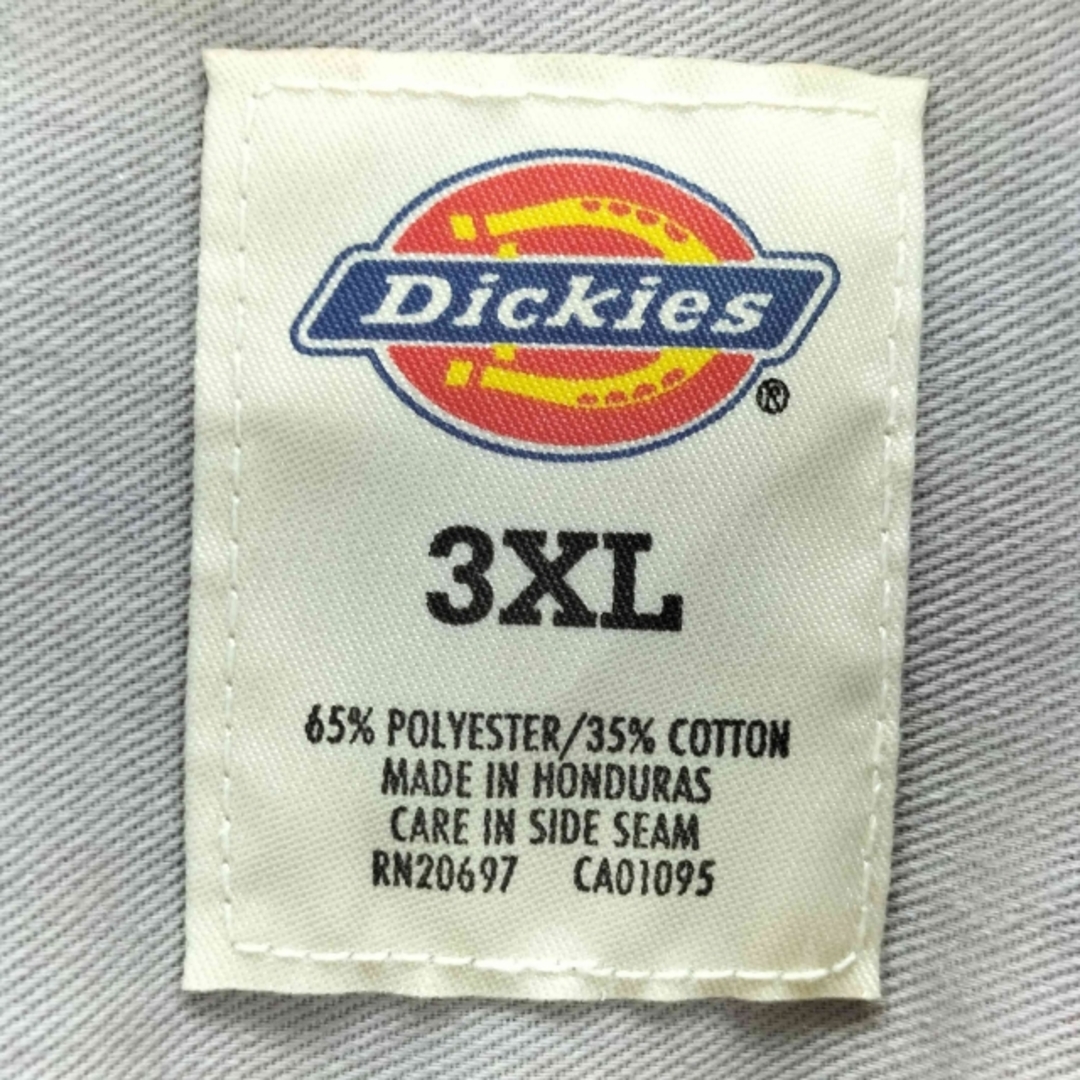 Dickies
®
3XL
65% POLYESTER/35% COTTON
MADE IN HONDURAS
CARE IN SIDE SEAM
RN20697 CA01095